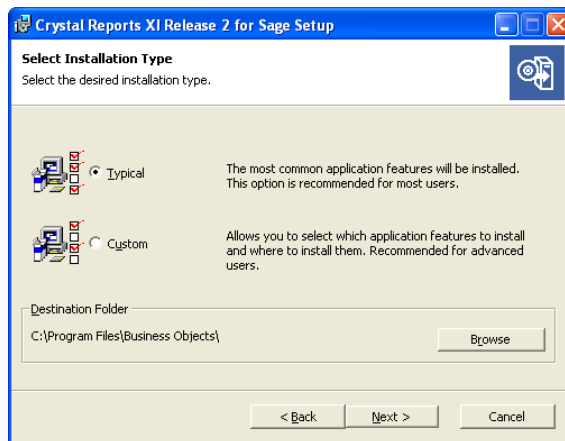 Crystal Reports XI Release 2 for Sage Setup
Select Installation Type
Select the desired installation type.
Typical
The most common application features will be installed.
This option is recommended for most users.
Custom
Allows you to select which application features to install
and where to install them. Recommended for advanced
users.
Destination Folder
C:\Program Files\Business Objects\
Browse
< Back
Next >
Cancel